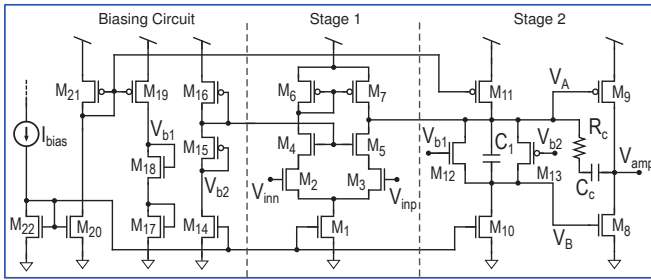 Biasing Circuit
Stage 1
Stage 2
M21
M19
M16
M6
M7
M11
VA
M9
Ibias
Vb1
M15
M4
M5
Vb1
C1
Vb2
Rc
M18
Vb2
M2
M3
M12
M13
Cc
Vamp
Vinn
Vinp
M22
M20
M17
M14
M1
M10
VB
M8